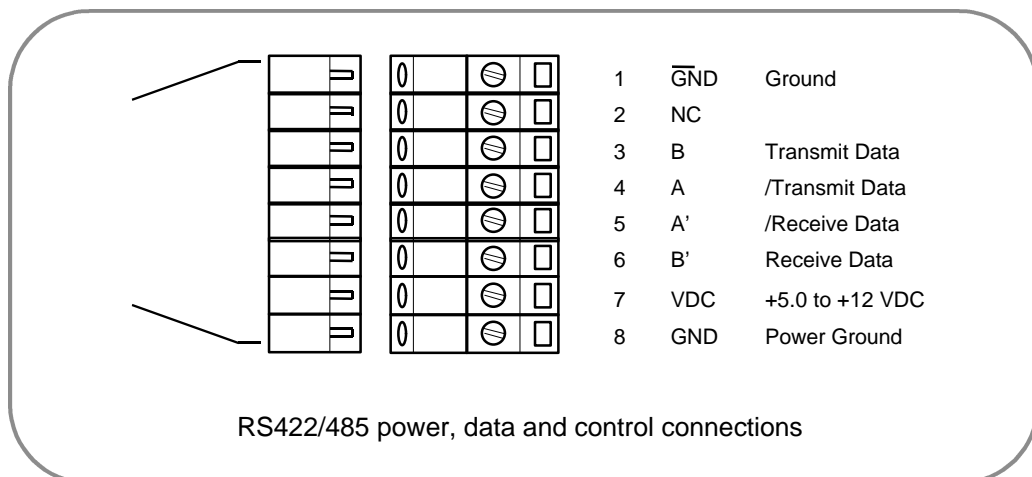 1 GND Ground
2 NC
3 B Transmit Data
4 A /Transmit Data
5 A’ /Receive Data
6 B’ Receive Data
7 VDC +5.0 to +12 VDC
8 GND Power Ground
RS422/485 power, data and control connections